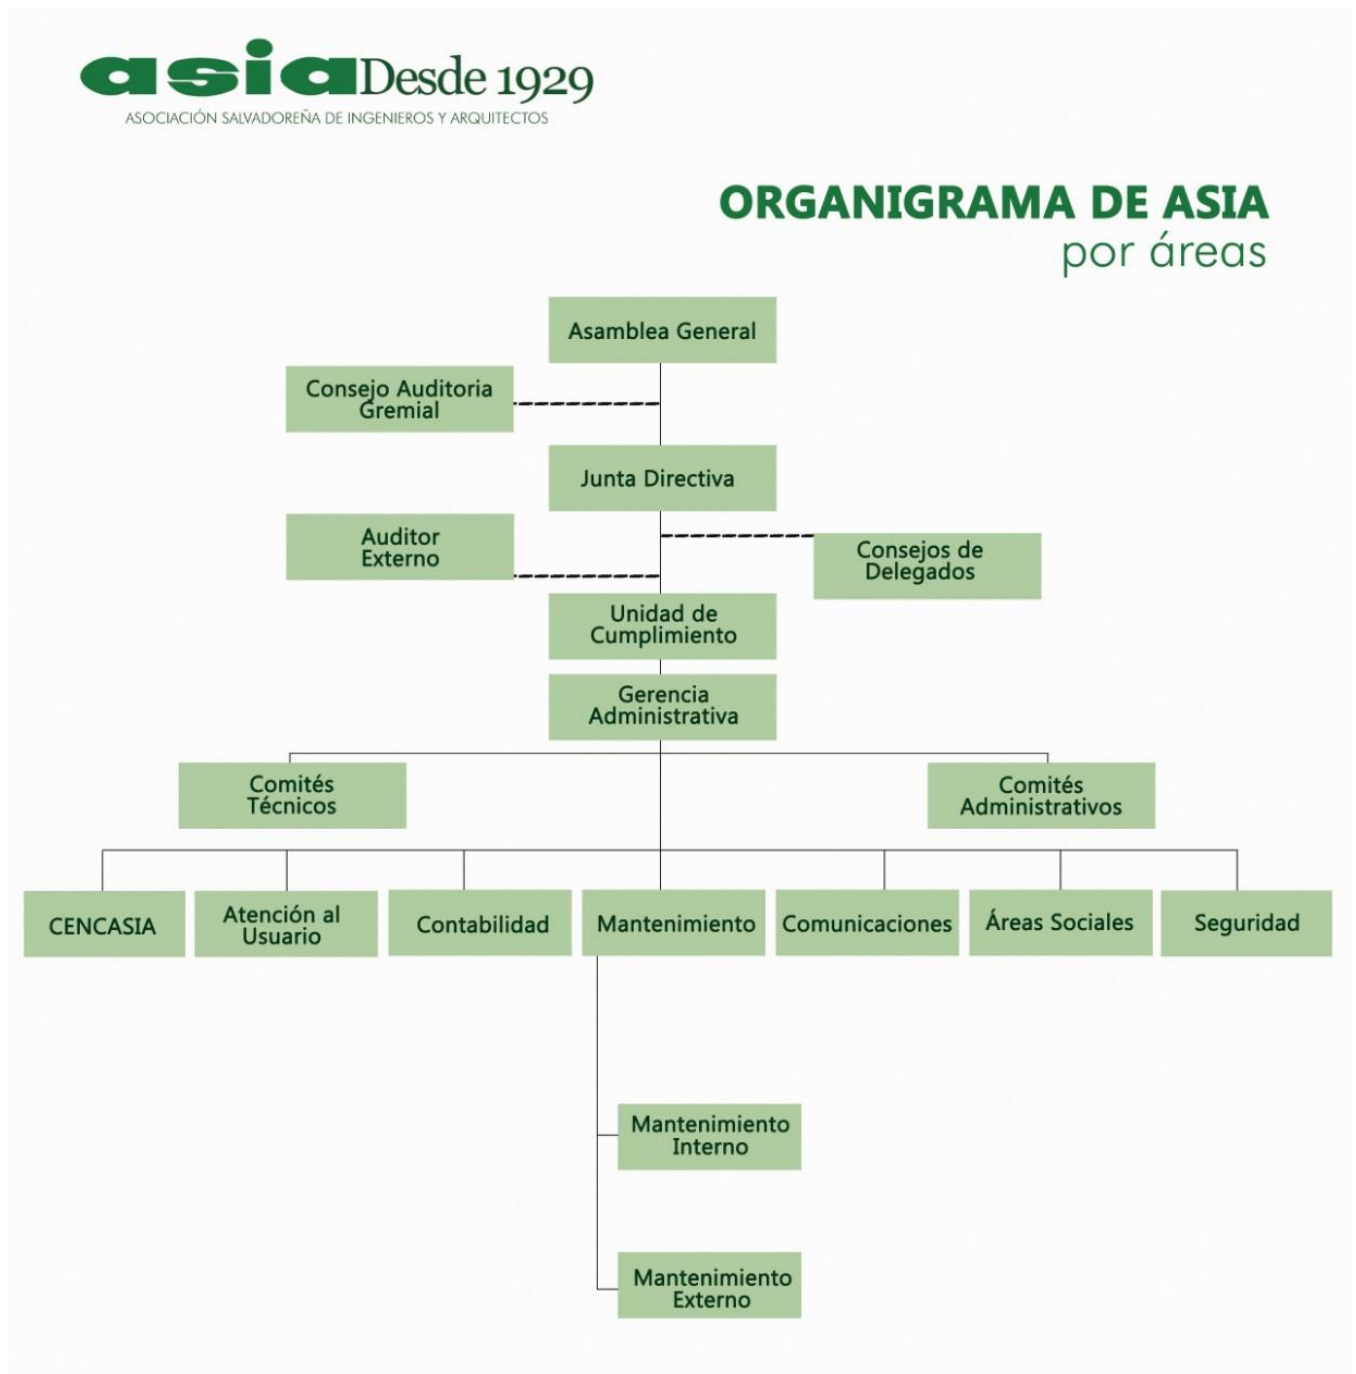 asia Desde 1929
ASOCIACIÓN SALVADOREÑA DE INGENIEROS Y ARQUITECTOS
ORGANIGRAMA DE ASIA
por áreas
Asamblea General
Consejo Auditoria
Gremial
Junta Directiva
Auditor
Externo
Consejos de
Delegados
Unidad de
Cumplimiento
Gerencia
Administrativa
Comités
Técnicos
Comités
Administrativos
CENCASIA
Atención al
Usuario
Contabilidad
Mantenimiento
Comunicaciones
Áreas Sociales
Seguridad
Mantenimiento
Interno
Mantenimiento
Externo